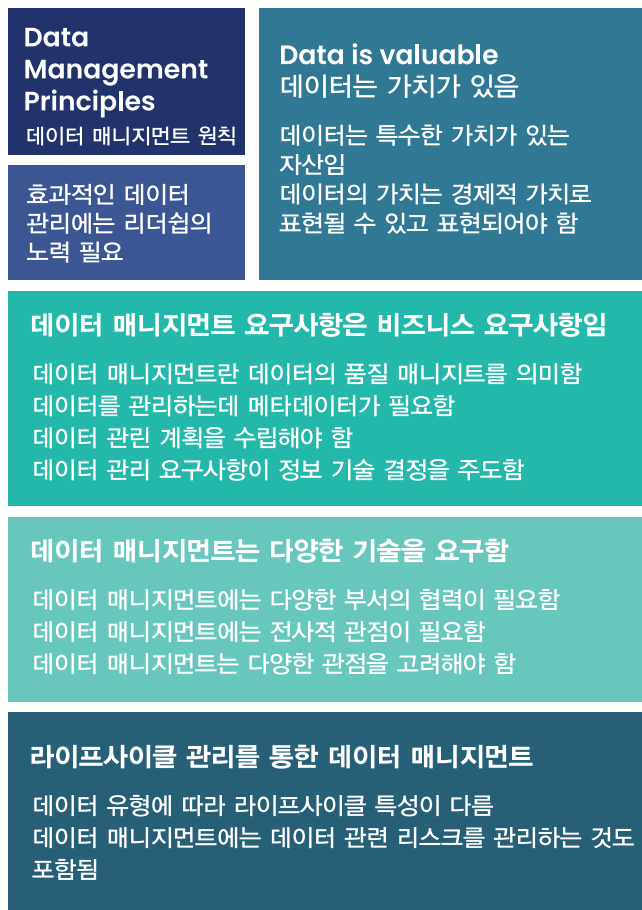 Data
Management
Principles
데이터 매니지먼트 원칙
효과적인 데이터
관리에는 리더쉽의
노력 필요
Data is valuable
데이터는 가치가 있음
데이터는 특수한 가치가 있는
자산임
데이터의 가치는 경제적 가치로
표현될 수 있고 표현되어야 함
데이터 매니지먼트 요구사항은 비즈니스 요구사항임
데이터 매니지먼트란 데이터의 품질 매니지트를 의미함
데이터를 관리하는데 메타데이터가 필요함
데이터 관린 계획을 수립해야 함
데이터 관리 요구사항이 정보 기술 결정을 주도함
데이터 매니지먼트는 다양한 기술을 요구함
데이터 매니지먼트에는 다양한 부서의 협력이 필요함
데이터 매니지먼트에는 전사적 관점이 필요함
데이터 매니지먼트는 다양한 관점을 고려해야 함
라이프사이클 관리를 통한 데이터 매니지먼트
데이터 유형에 따라 라이프사이클 특성이 다름
데이터 매니지먼트에는 데이터 관련 리스크를 관리하는 것도
포함됨